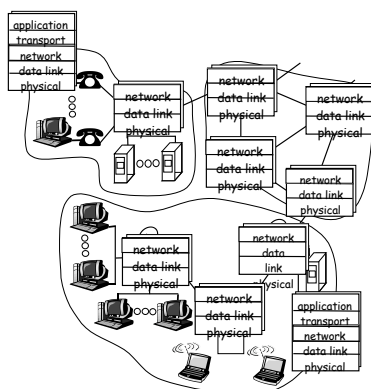 application
transport
network
data link
physical
network
data link
physical
network
data link
physical
network
data link
physical
network
data link
physical
network
data link
physical
network
data link
physical
network
data
link
physical
network
data link
physical
application
transport
network
data link
physical